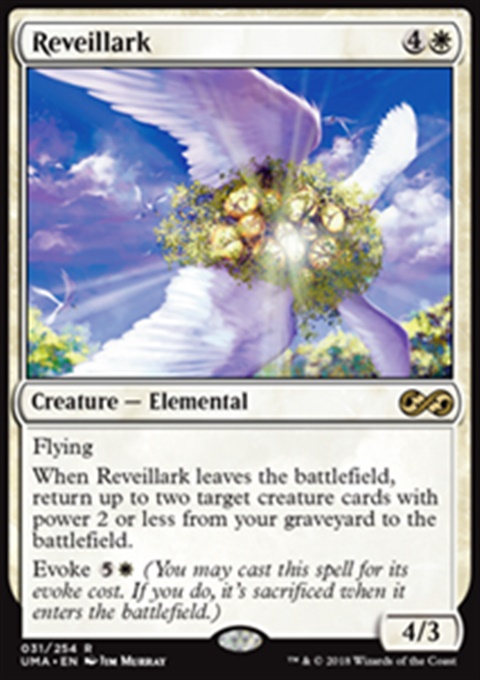 Reveillark 4
Creature — Elemental
Flying
When Reveillark leaves the battlefield,
return up to two target creature cards with
power 2 or less from your graveyard to the
battlefield.
Evoke 5 (You may cast this spell for its
evoke cost. If you do, it's sacrificed when it
enters the battlefield.)
4/3
031/254 R
UMA • EN Jim Murray
™ & © 2018 Wizards of the Coast